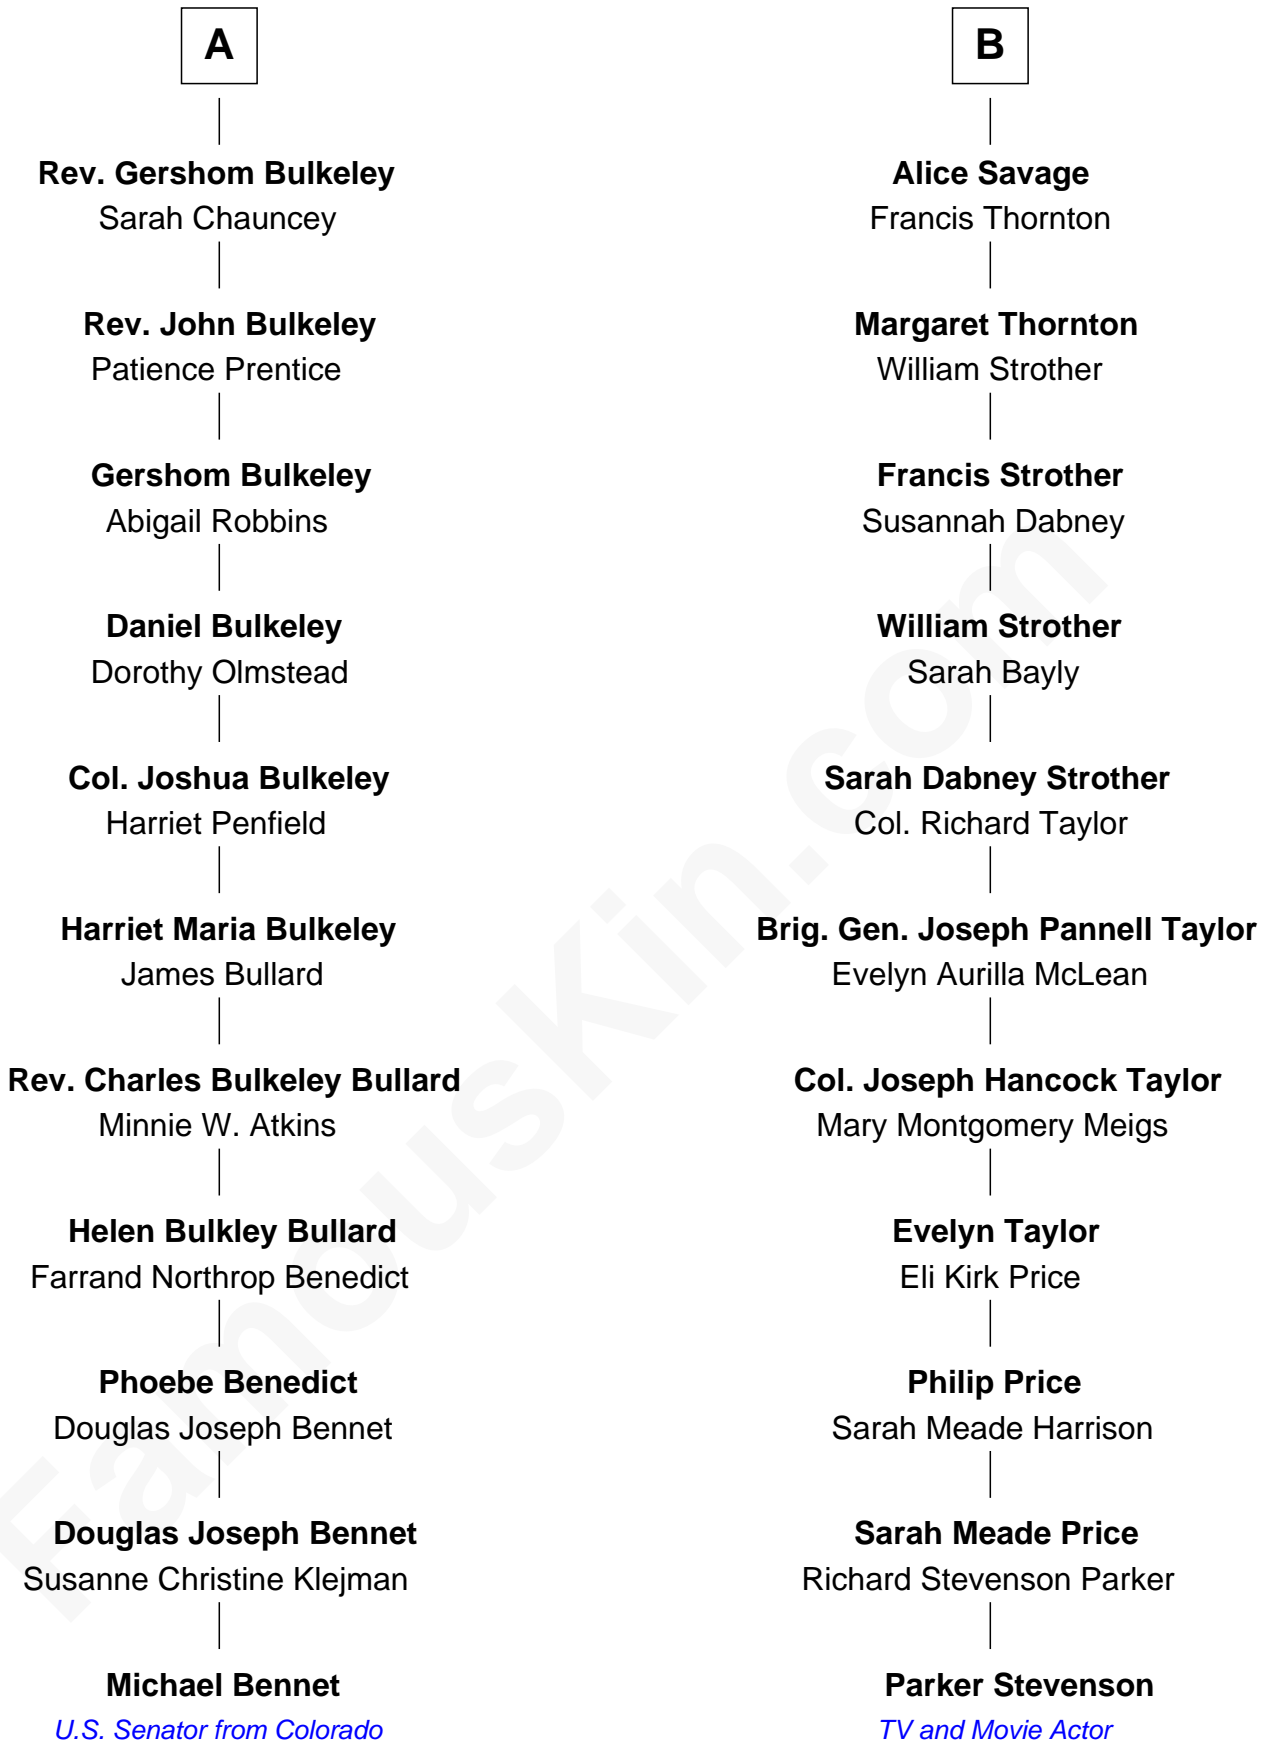 A
Rev. Gershom Bulkeley
Sarah Chauncey
Rev. John Bulkeley
Patience Prentice
Gershom Bulkeley
Abigail Robbins
Daniel Bulkeley
Dorothy Olmstead
Col. Joshua Bulkeley
Harriet Penfield
Harriet Maria Bulkeley
James Bullard
Rev. Charles Bulkeley Bullard
Minnie W. Atkins
Helen Bulkley Bullard
Farrand Northrop Benedict
Phoebe Benedict
Douglas Joseph Bennet
Douglas Joseph Bennet
Susanne Christine Klejman
Michael Bennet
U.S. Senator from Colorado
B
Alice Savage
Francis Thornton
Margaret Thornton
William Strother
Francis Strother
Susannah Dabney
William Strother
Sarah Bayly
Sarah Dabney Strother
Col. Richard Taylor
Brig. Gen. Joseph Pannell Taylor
Evelyn Aurilla McLean
Col. Joseph Hancock Taylor
Mary Montgomery Meigs
Evelyn Taylor
Eli Kirk Price
Philip Price
Sarah Meade Harrison
Sarah Meade Price
Richard Stevenson Parker
Parker Stevenson
TV and Movie Actor
FamousKin.com